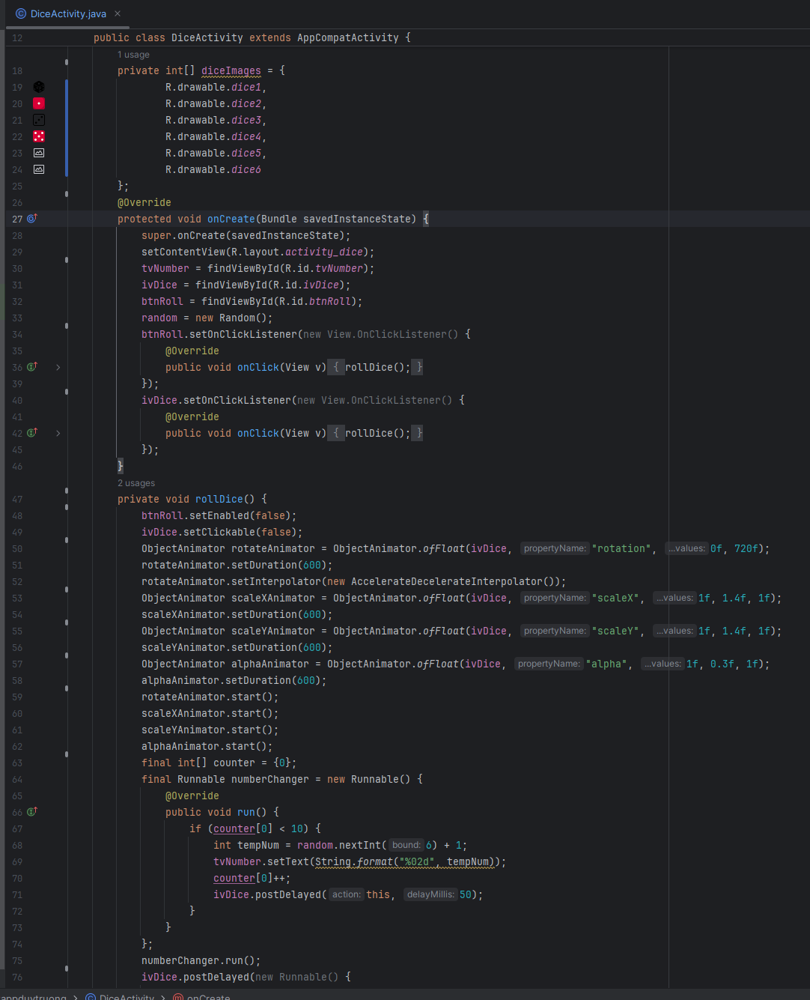 DiceActivity.java
12 public class DiceActivity extends AppCompatActivity {
1 usage
18 private int[] diceImages = {
19 R.drawable.dice1,
20 R.drawable.dice2,
21 R.drawable.dice3,
22 R.drawable.dice4,
23 R.drawable.dice5,
24 R.drawable.dice6
25 };
26 @Override
27 protected void onCreate(Bundle savedInstanceState) {
28 super.onCreate(savedInstanceState);
29 setContentView(R.layout.activity_dice);
30 tvNumber = findViewById(R.id.tvNumber);
31 ivDice = findViewById(R.id.ivDice);
32 btnRoll = findViewById(R.id.btnRoll);
33 random = new Random();
34 btnRoll.setOnClickListener(new View.OnClickListener() {
35 @Override
36 public void onClick(View v) { rollDice(); }
39 });
40 ivDice.setOnClickListener(new View.OnClickListener() {
41 @Override
42 public void onClick(View v) { rollDice(); }
45 });
46 }
2 usages
47 private void rollDice() {
48 btnRoll.setEnabled(false);
49 ivDice.setClickable(false);
50 ObjectAnimator rotateAnimator = ObjectAnimator.ofFloat(ivDice, propertyName: "rotation", ...values: 0f, 720f);
51 rotateAnimator.setDuration(600);
52 rotateAnimator.setInterpolator(new AccelerateDecelerateInterpolator());
53 ObjectAnimator scaleXAnimator = ObjectAnimator.ofFloat(ivDice, propertyName: "scaleX", ...values: 1f, 1.4f, 1f);
54 scaleXAnimator.setDuration(600);
55 ObjectAnimator scaleYAnimator = ObjectAnimator.ofFloat(ivDice, propertyName: "scaleY", ...values: 1f, 1.4f, 1f);
56 scaleYAnimator.setDuration(600);
57 ObjectAnimator alphaAnimator = ObjectAnimator.ofFloat(ivDice, propertyName: "alpha", ...values: 1f, 0.3f, 1f);
58 alphaAnimator.setDuration(600);
59 rotateAnimator.start();
60 scaleXAnimator.start();
61 scaleYAnimator.start();
62 alphaAnimator.start();
63 final int[] counter = {0};
64 final Runnable numberChanger = new Runnable() {
65 @Override
66 public void run() {
67 if (counter[0] < 10) {
68 int tempNum = random.nextInt( bound: 6) + 1;
69 tvNumber.setText(String.format("%02d", tempNum));
70 counter[0]++;
71 ivDice.postDelayed( action: this, delayMillis: 50);
72 }
73 }
74 };
75 numberChanger.run();
76 ivDice.postDelayed(new Runnable() {
appduytruong > DiceActivity > onCreate